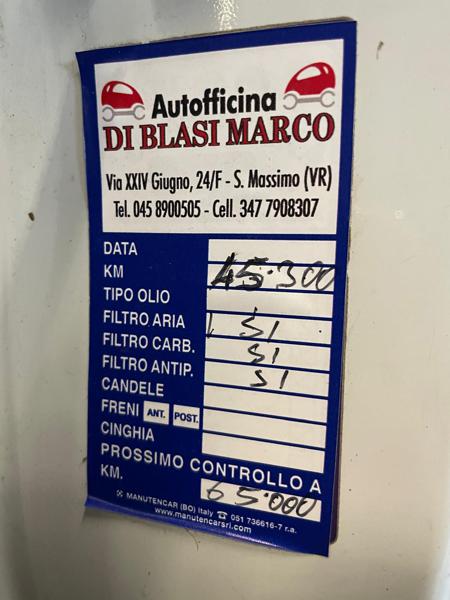 Autofficina
DI BLASI MARCO
Via XXIV Giugno, 24/F - S. Massimo (VR)
Tel. 045 8900505 - Cell. 347 7908307
DATA
KM 45.300
TIPO OLIO
FILTRO ARIA SI
FILTRO CARB. SI
FILTRO ANTIP. SI
CANDELE
FRENI ANT. POST.
CINGHIA
PROSSIMO CONTROLLO A
KM. 65.000
MANUTENCAR (BO) Italy ☎ 051 736616-7 r.a.
www.manutencarsrl.com